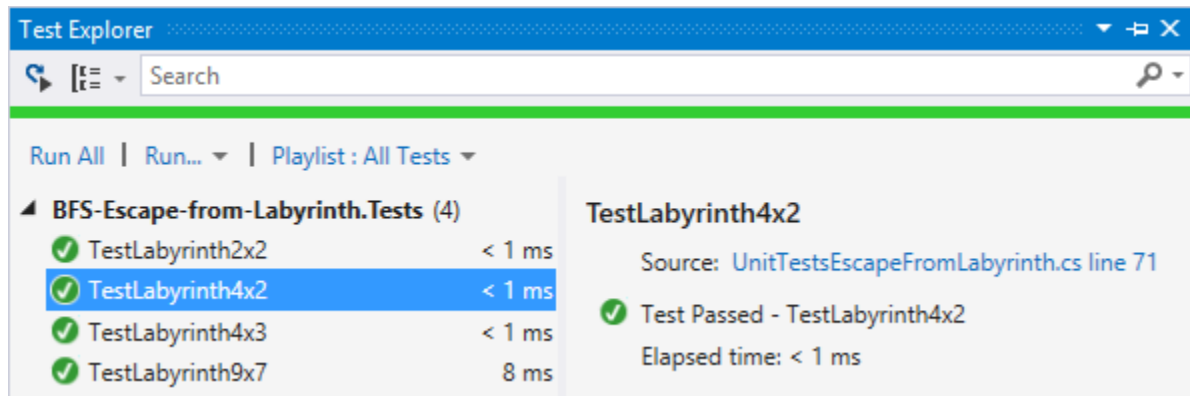 Test Explorer
Search
Run All | Run... | Playlist : All Tests
BFS-Escape-from-Labyrinth.Tests (4)
TestLabyrinth2x2 < 1 ms
TestLabyrinth4x2 < 1 ms
TestLabyrinth4x3 < 1 ms
TestLabyrinth9x7 8 ms
TestLabyrinth4x2
Source: UnitTestsEscapeFromLabyrinth.cs line 71
Test Passed - TestLabyrinth4x2
Elapsed time: < 1 ms